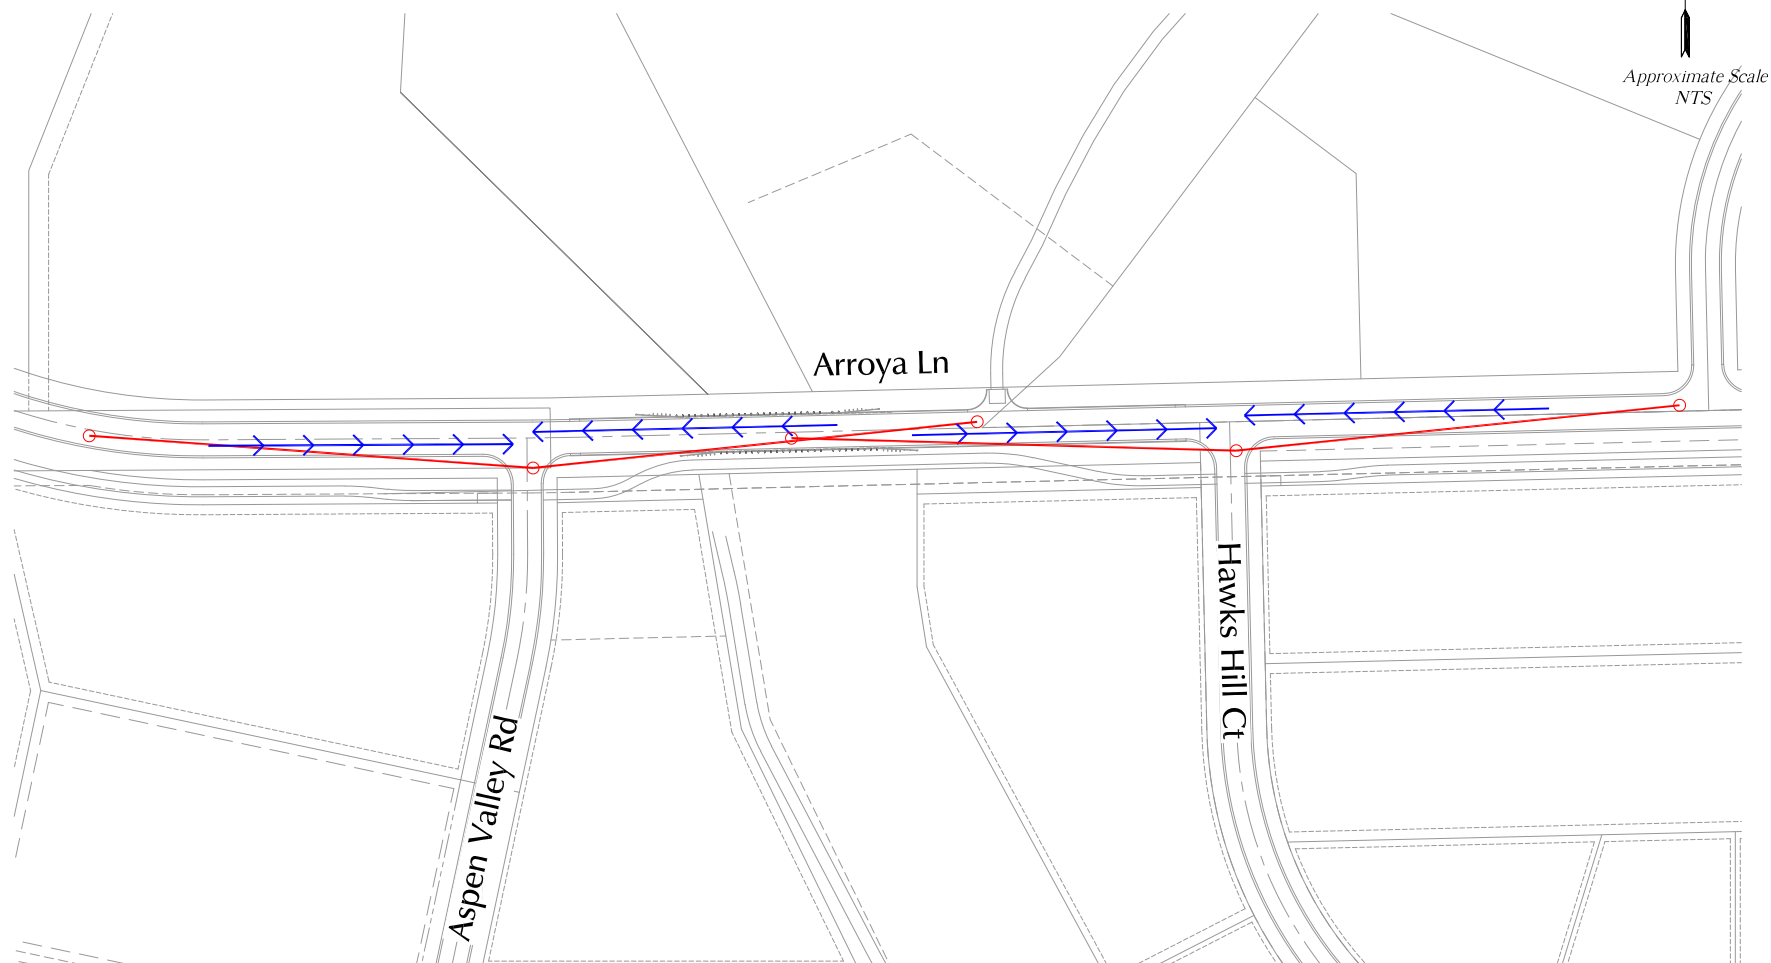 Approximate Scale
NTS
Arroya Ln
Hawks Hill Ct
Aspen Valley Rd